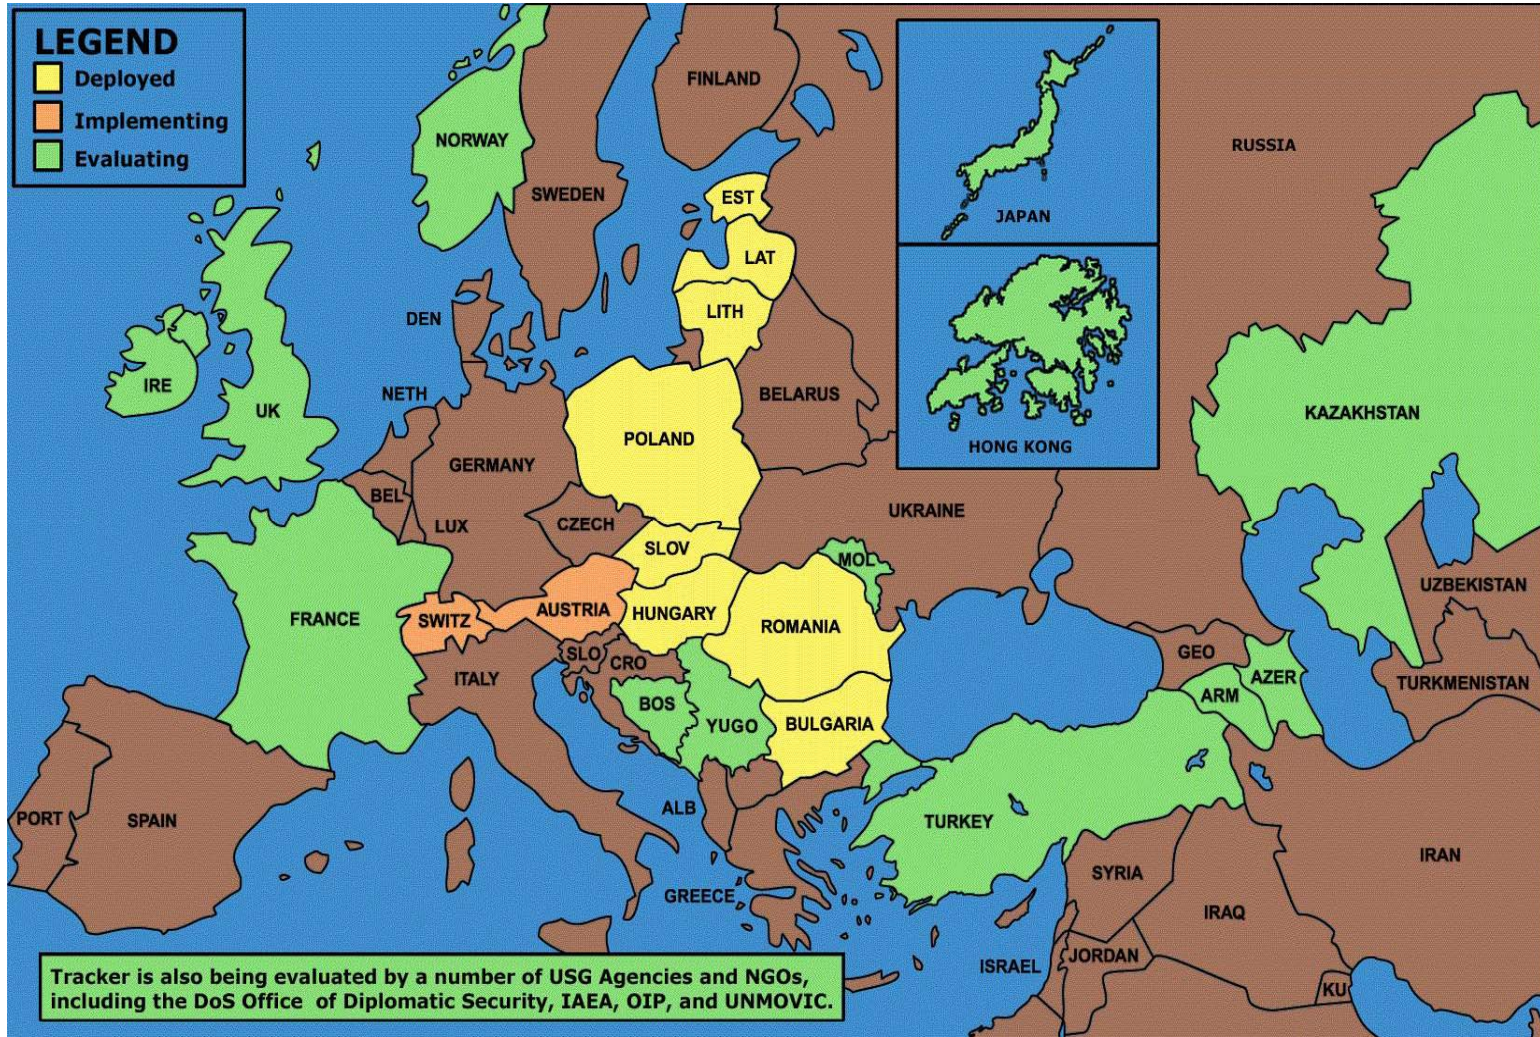 LEGEND
Deployed
Implementing
Evaluating
FINLAND
NORWAY
RUSSIA
SWEDEN
EST
JAPAN
LAT
LITH
DEN
IRE
NETH
BELARUS
UK
KAZAKHSTAN
POLAND
HONG KONG
GERMANY
BEL
UKRAINE
LUX
CZECH
SLOV
MOL
UZBEKISTAN
FRANCE
SWITZ
AUSTRIA
HUNGARY
ROMANIA
SLO
CRO
GEO
ITALY
AZER
TURKMENISTAN
BOS
ARM
YUGO
BULGARIA
ALB
PORT
SPAIN
TURKEY
IRAN
SYRIA
GREECE
IRAQ
JORDAN
ISRAEL
KU
Tracker is also being evaluated by a number of USG Agencies and NGOs,
including the DoS Office of Diplomatic Security, IAEA, OIP, and UNMOVIC.